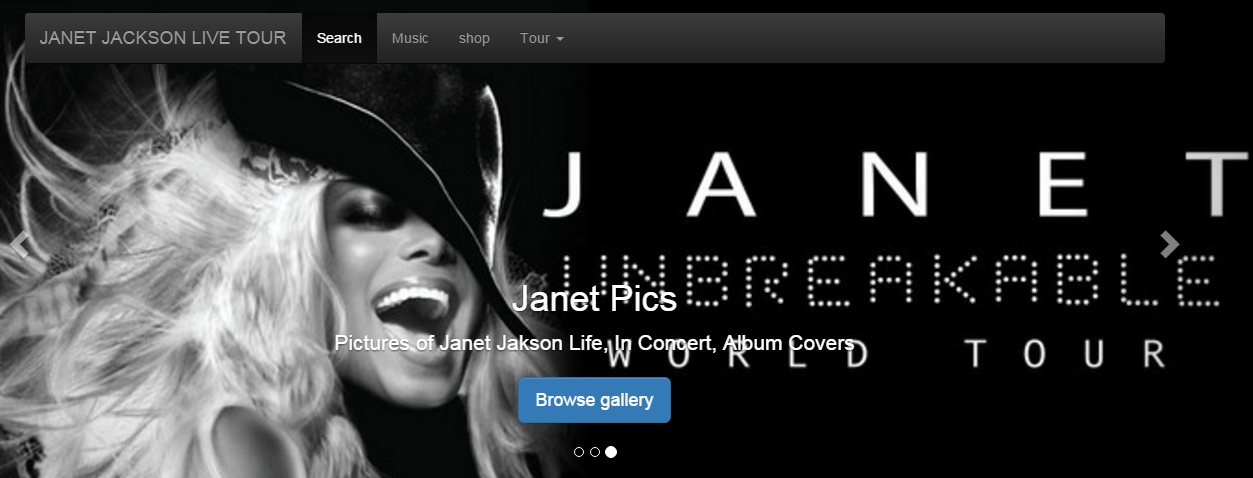 JANET JACKSON LIVE TOUR Search Music shop Tour
JANET
UNBREAKABLE
Janet Pics
Pictures of Janet Jakson Life, In Concert, Album Covers
WORLD TOUR
Browse gallery